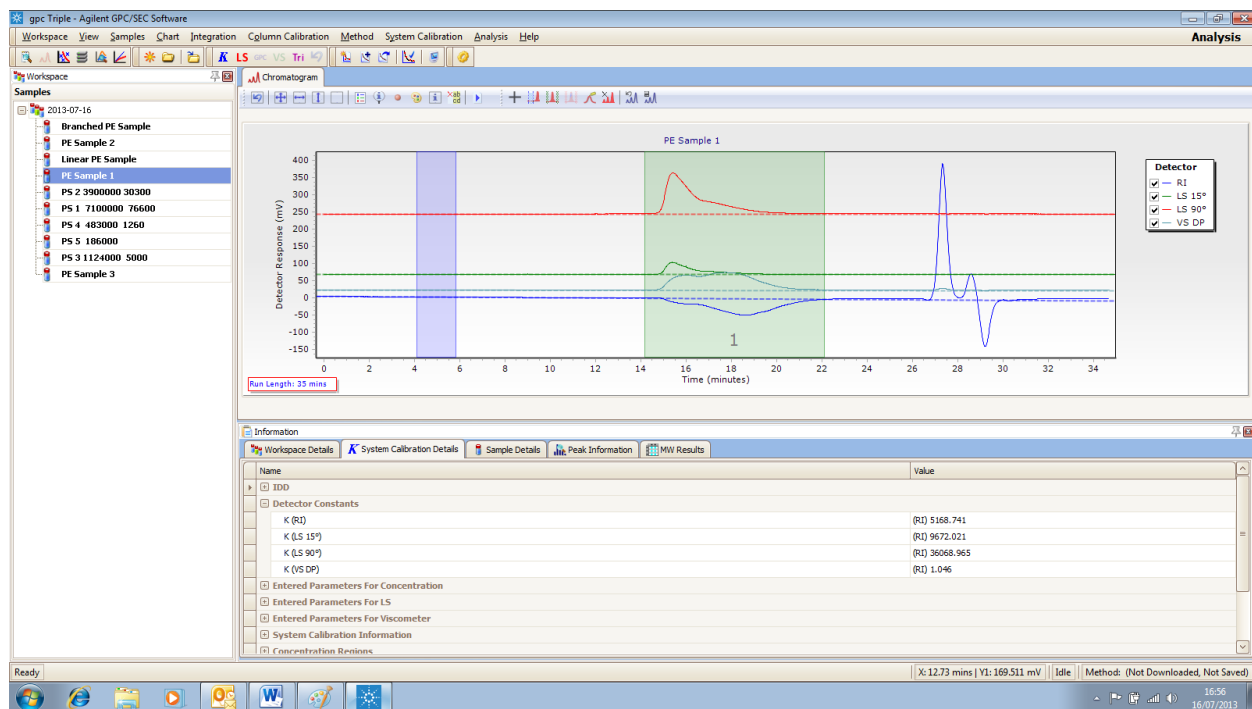 gpc Triple - Agilent GPC/SEC Software
Workspace View Samples Chart Integration Column Calibration Method System Calibration Analysis Help
Analysis
K LS GPC VS Tri
Workspace
Samples
2013-07-16
Branched PE Sample
PE Sample 2
Linear PE Sample
PE Sample 1
PS 2 3900000 30300
PS 1 7100000 76600
PS 4 483000 1260
PS 5 186000
PS 3 1124000 5000
PE Sample 3
Chromatogram
PE Sample 1
Detector Response (mV)
400
350
300
250
200
150
100
50
0
-50
-100
-150
1
0 2 4 6 8 10 12 14 16 18 20 22 24 26 28 30 32 34
Time (minutes)
Run Length: 35 mins
Detector
RI
LS 15°
LS 90°
VS DP
Information
Workspace Details K System Calibration Details Sample Details Peak Information MW Results
Name Value
IDD
Detector Constants
K (RI) (RI) 5168.741
K (LS 15°) (RI) 9672.021
K (LS 90°) (RI) 36068.965
K (VS DP) (RI) 1.046
Entered Parameters For Concentration
Entered Parameters For LS
Entered Parameters For Viscometer
System Calibration Information
Concentration Regions
Ready X: 12.73 mins | Y1: 169.511 mV Idle Method: (Not Downloaded, Not Saved)
16:56
16/07/2013